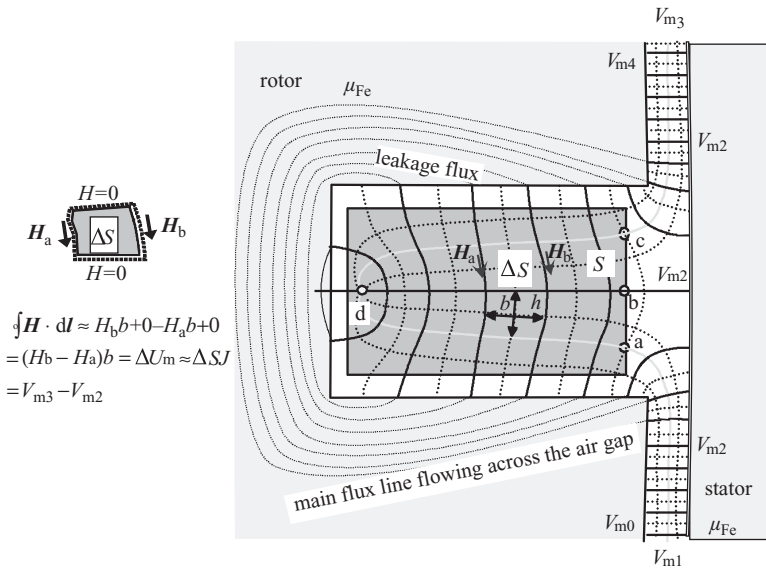 V_m3
V_m4
rotor
μ_Fe
V_m2
leakage flux
H=0
H_a ΔS H_b
H=0
H_a ΔS H_b S c
V_m2
d b h b
∮H · dl ≈ H_b b+0–H_a b+0
=(H_b – H_a)b = ΔU_m ≈ ΔSJ
=V_m3 – V_m2
a
main flux line flowing across the air gap
V_m2
stator
V_m0
μ_Fe
V_m1